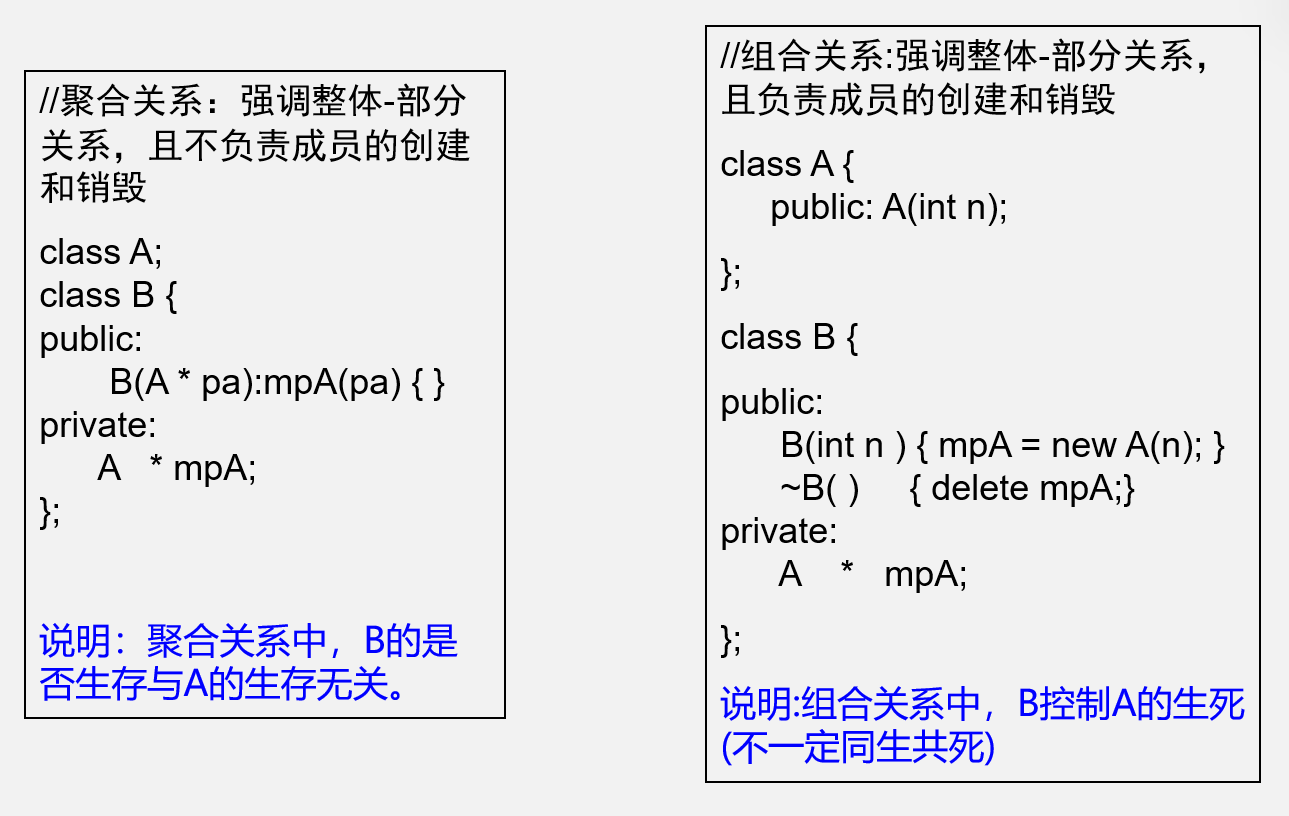 //聚合关系：强调整体-部分
关系，且不负责成员的创建
和销毁
class A;
class B {
public:
B(A * pa):mpA(pa) { }
private:
A * mpA;
};
说明：聚合关系中，B的是
否生存与A的生存无关。
//组合关系:强调整体-部分关系，
且负责成员的创建和销毁
class A {
public: A(int n);
};
class B {
public:
B(int n ) { mpA = new A(n); }
~B( ) { delete mpA;}
private:
A * mpA;
};
说明:组合关系中，B控制A的生死
(不一定同生共死)